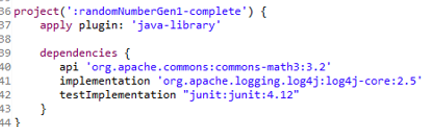 36 project(':randomNumberGen1-complete') {
37     apply plugin: 'java-library'
38
39     dependencies {
40        api 'org.apache.commons:commons-math3:3.2'
41        implementation 'org.apache.logging.log4j:log4j-core:2.5'
42        testImplementation "junit:junit:4.12"
43     }
44 }